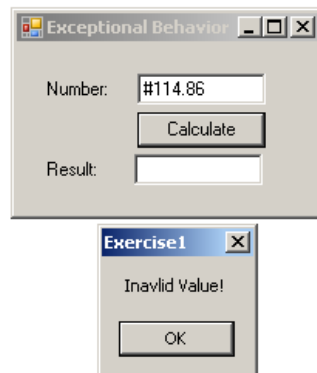 Exceptional Behavior
Number: #114.86
Calculate
Result:
Exercise1
Inavlid Value!
OK